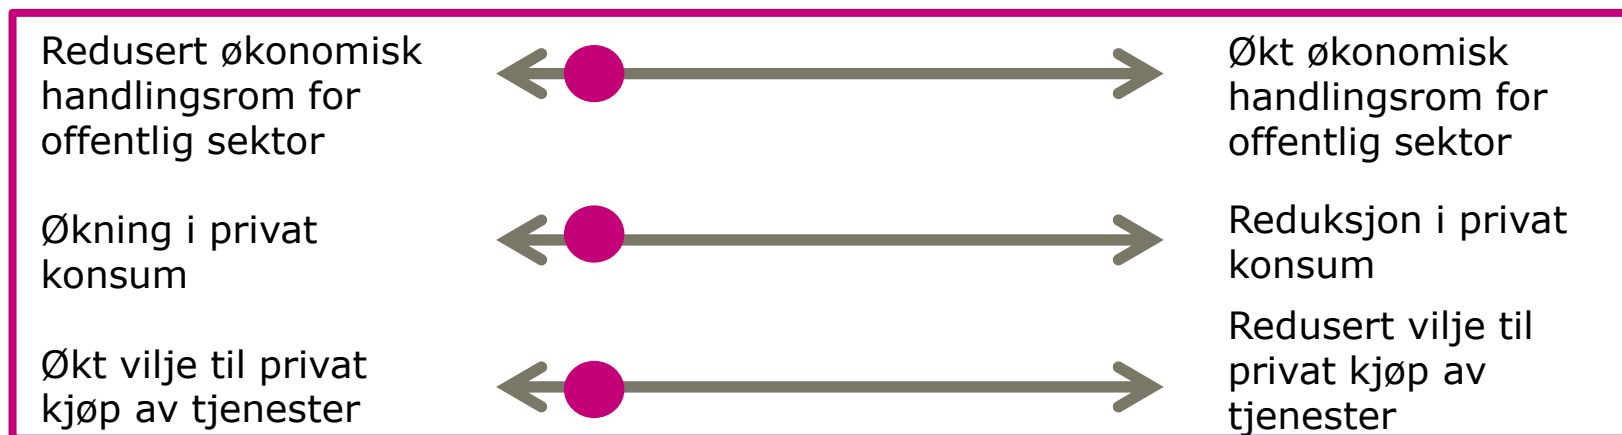 Redusert økonomisk
handlingsrom for
offentlig sektor
Økt økonomisk
handlingsrom for
offentlig sektor
Økning i privat
konsum
Reduksjon i privat
konsum
Økt vilje til privat
kjøp av tjenester
Redusert vilje til
privat kjøp av
tjenester